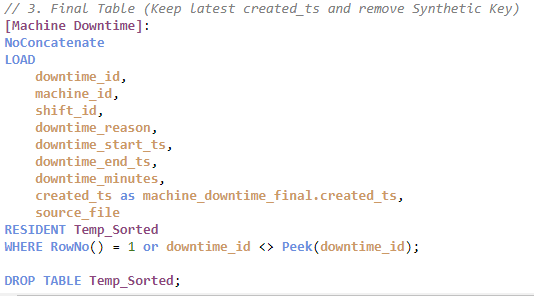 // 3. Final Table (Keep latest created_ts and remove Synthetic Key)
[Machine Downtime]:
NoConcatenate
LOAD
    downtime_id,
    machine_id,
    shift_id,
    downtime_reason,
    downtime_start_ts,
    downtime_end_ts,
    downtime_minutes,
    created_ts as machine_downtime_final.created_ts,
    source_file
RESIDENT Temp_Sorted
WHERE RowNo() = 1 or downtime_id <> Peek(downtime_id);
DROP TABLE Temp_Sorted;